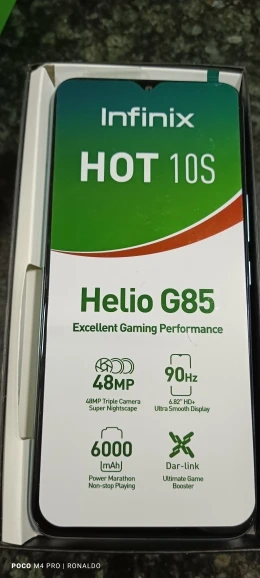 Infinix
HOT 10S
Helio G85
Excellent Gaming Performance
48MP
48MP Triple Camera
Super Nightscape
90Hz
6.82" HD+
Ultra Smooth Display
6000
mAh
Power Marathon
Non-stop Playing
Dar-link
Ultimate Game
Booster
POCO M4 PRO | RONALDO